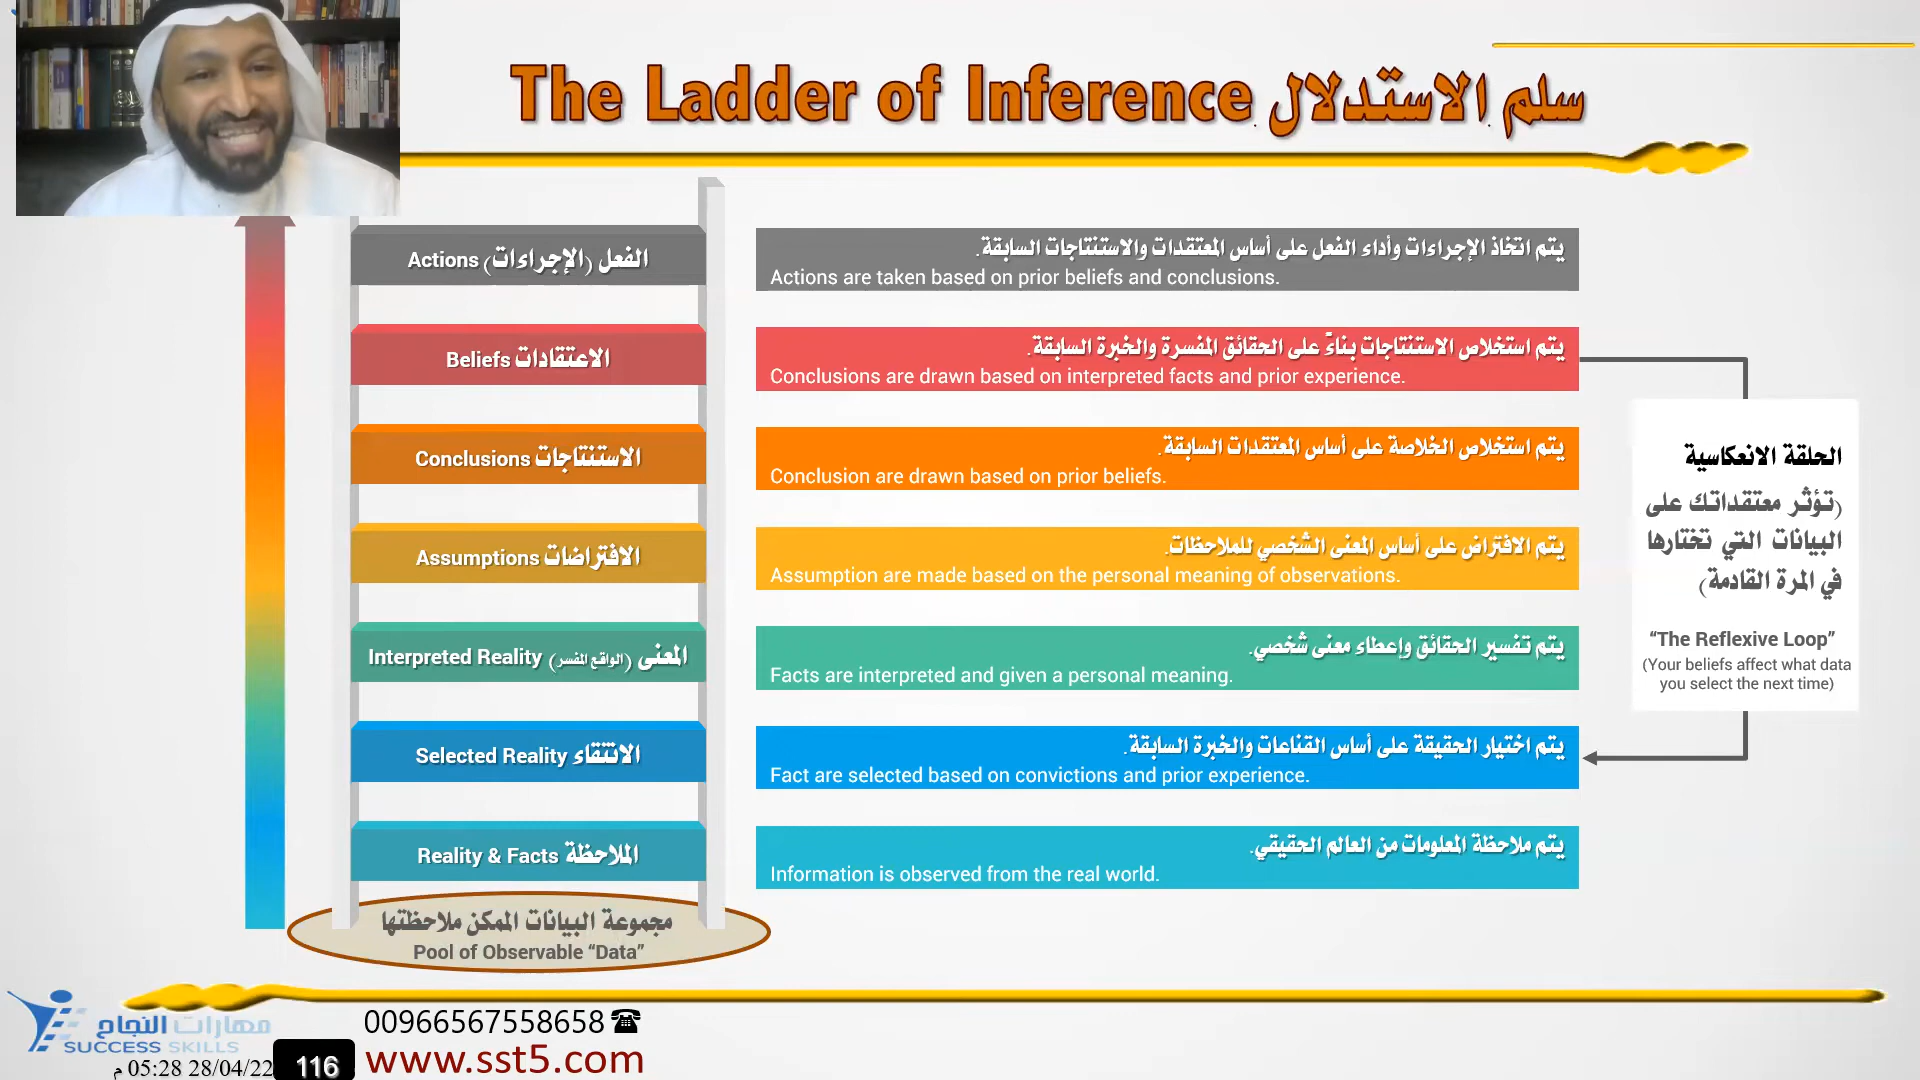 The Ladder of Inference سلم الاستدلال
الفعل (الإجراءات) Actions
يتم اتخاذ الإجراءات وأداء الفعل على أساس المعتقدات والاستنتاجات السابقة.
Actions are taken based on prior beliefs and conclusions.
الاعتقادات Beliefs
يتم استخلاص الاستنتاجات بناءً على الحقائق المفسرة والخبرة السابقة.
Conclusions are drawn based on interpreted facts and prior experience.
الاستنتاجات Conclusions
يتم استخلاص الخلاصة على أساس المعتقدات السابقة.
Conclusion are drawn based on prior beliefs.
الافتراضات Assumptions
يتم الافتراض على أساس المعنى الشخصي للملاحظات.
Assumption are made based on the personal meaning of observations.
المعنى (الواقع المفسر) Interpreted Reality
يتم تفسير الحقائق وإعطاء معنى شخصي.
Facts are interpreted and given a personal meaning.
الانتقاء Selected Reality
يتم اختيار الحقيقة على أساس القناعات والخبرة السابقة.
Fact are selected based on convictions and prior experience.
الملاحظة Reality & Facts
يتم ملاحظة المعلومات من العالم الحقيقي.
Information is observed from the real world.
مجموعة البيانات الممكن ملاحظتها
Pool of Observable “Data”
الحلقة الانعكاسية
(تؤثر معتقداتك على
البيانات التي تختارها
في المرة القادمة)
“The Reflexive Loop”
(Your beliefs affect what data
you select the next time)
مهارات النجاح
SUCCESS SKILLS
05:28 28/04/22 م
116
00966567558658
www.sst5.com